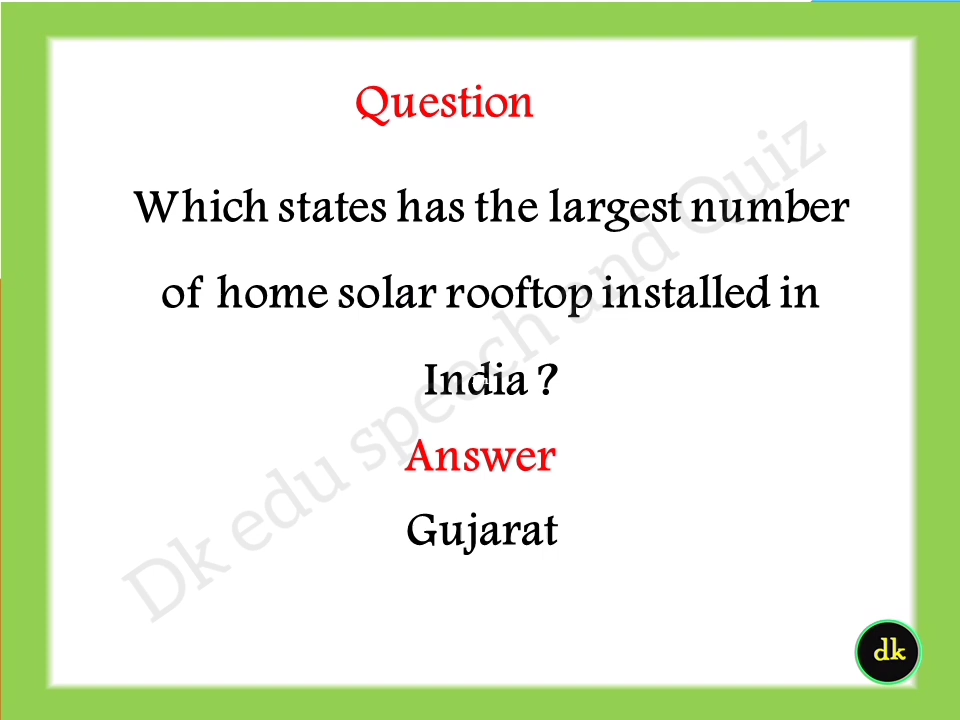 Question
Which states has the largest number
of home solar rooftop installed in
India ?
Answer
Gujarat
Dk edu speech and Quiz
dk